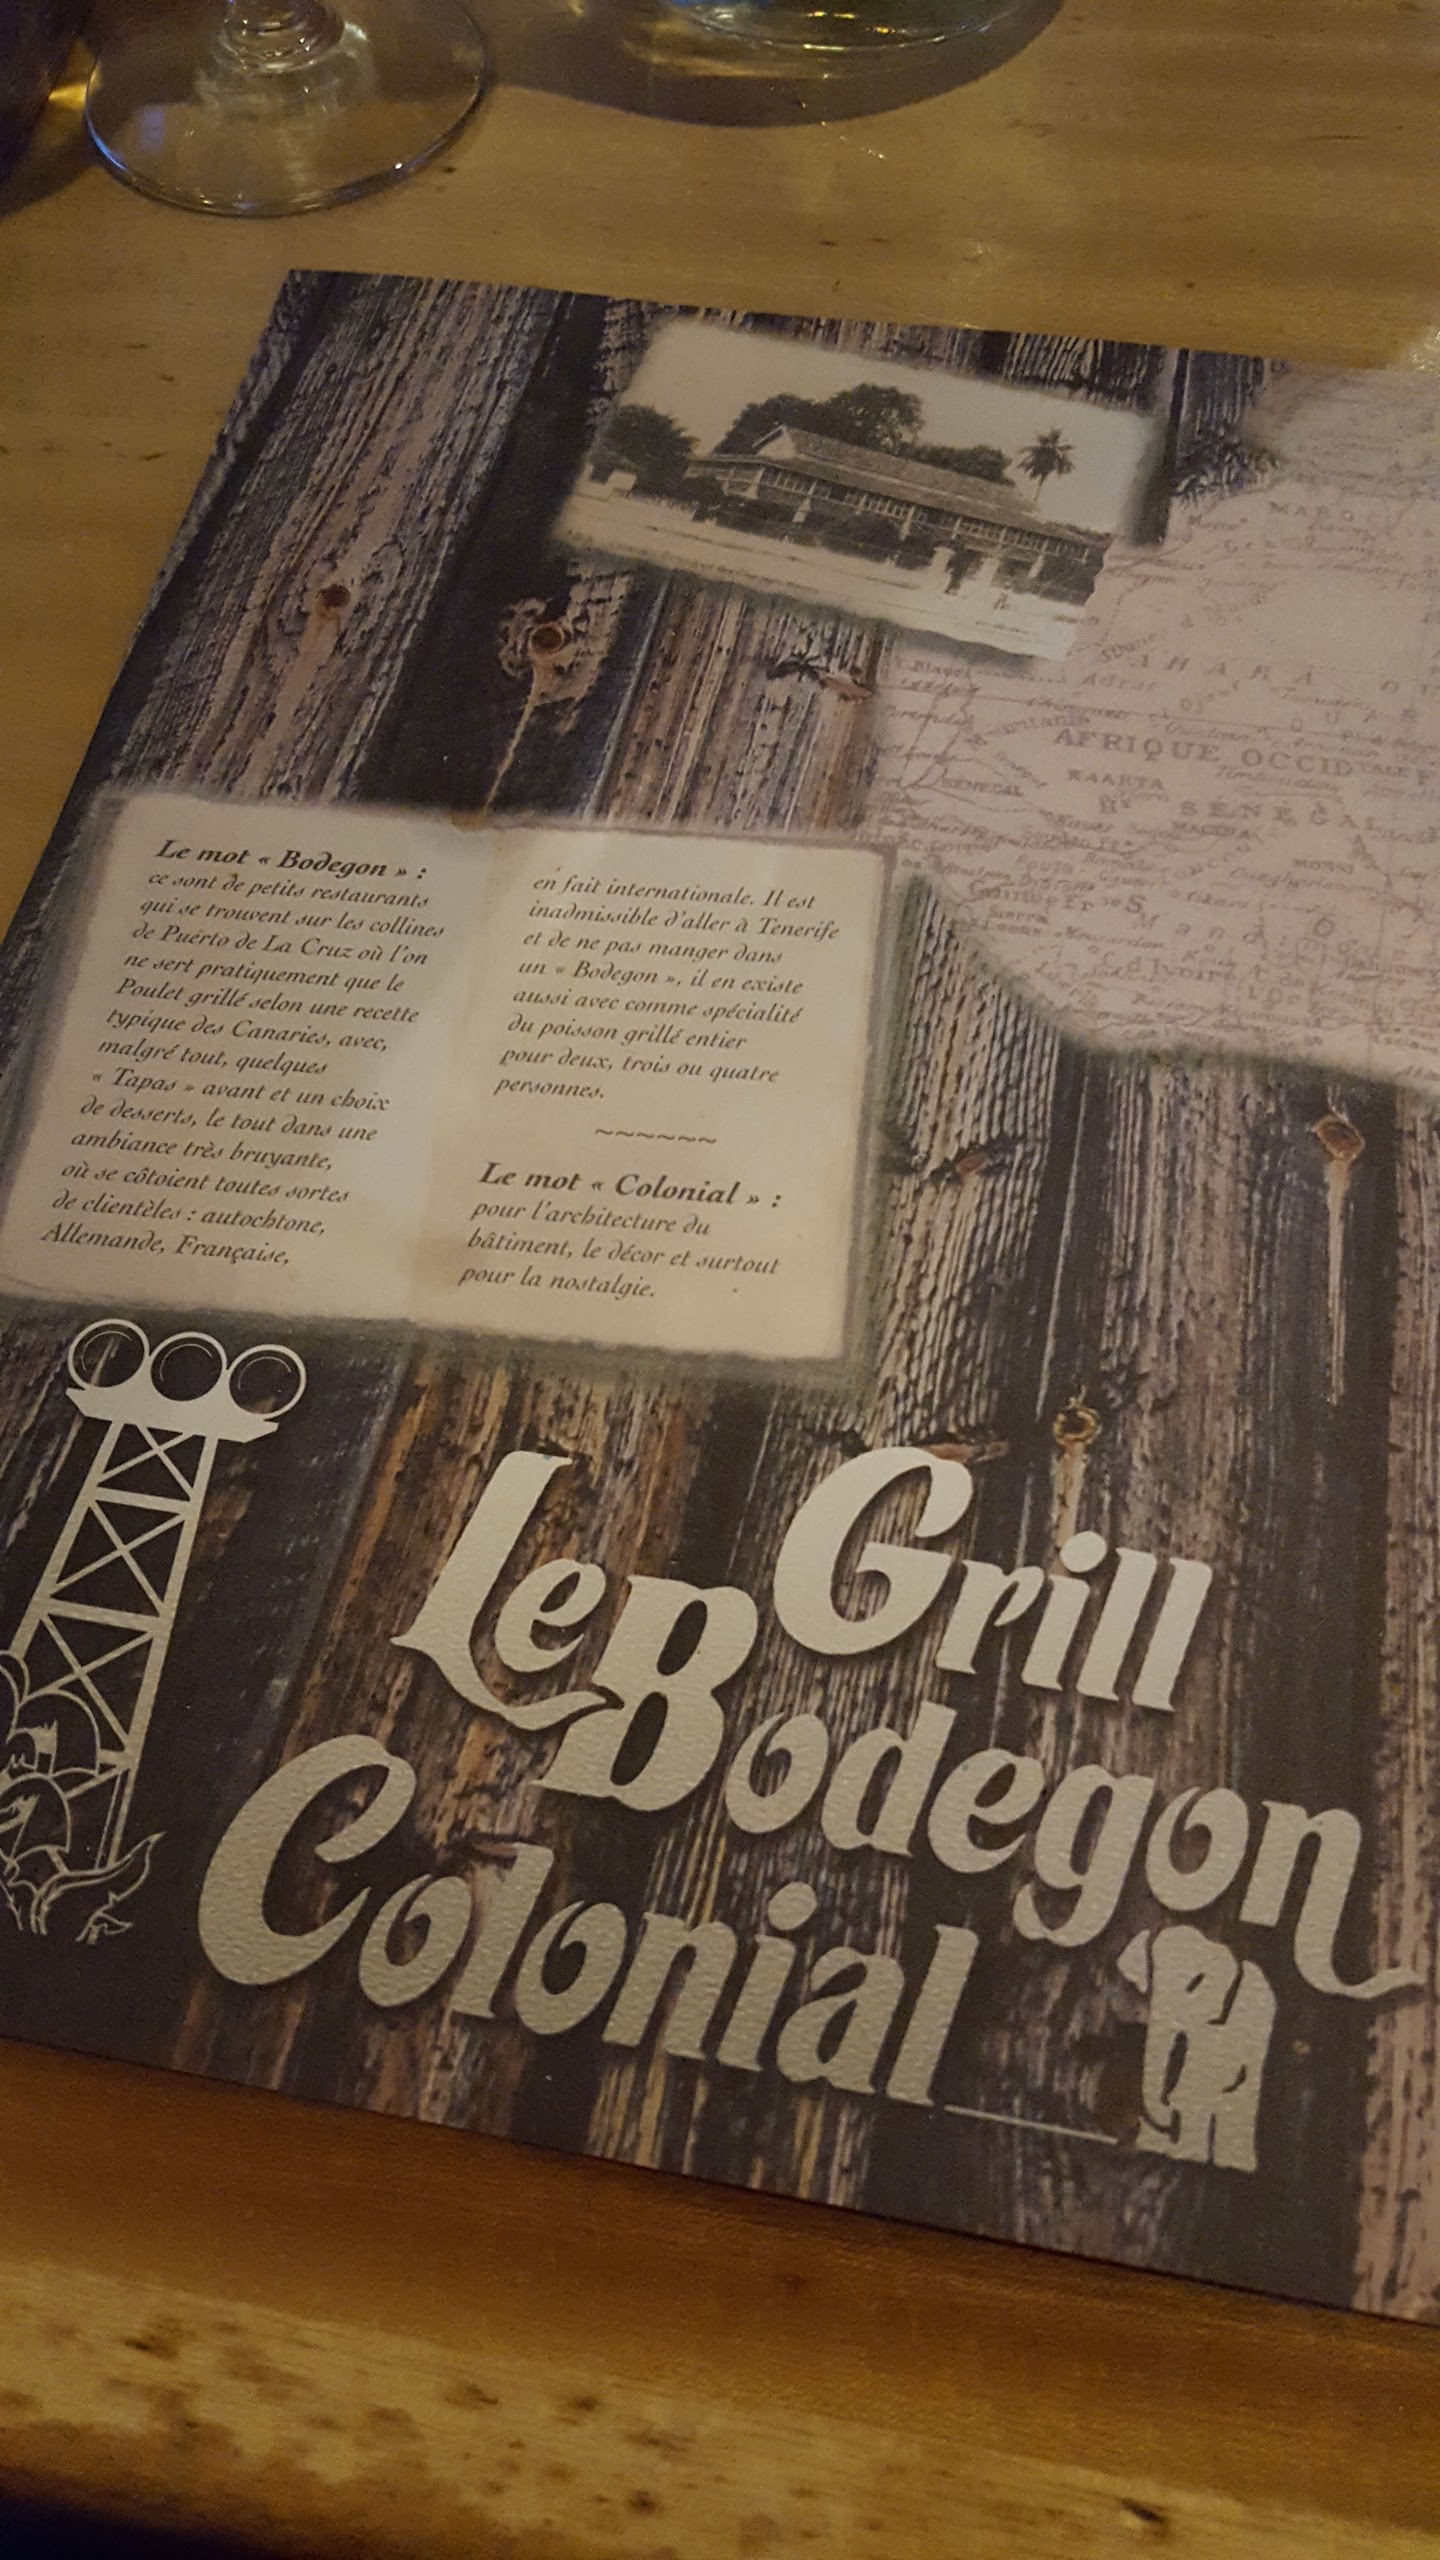 MARO
AFRIQUE OCCID
KAARTA
SENEGAL
SÉNÉGAL
Le mot « Bodegon » :
ce sont de petits restaurants
qui se trouvent sur les collines
de Puérto de La Cruz où l'on
ne sert pratiquement que le
Poulet grillé selon une recette
typique des Canaries, avec,
malgré tout, quelques
« Tapas » avant et un choix
de desserts, le tout dans une
ambiance très bruyante,
où se côtoient toutes sortes
de clientèles : autochtone,
Allemande, Française,
en fait internationale. Il est
inadmissible d'aller à Tenerife
et de ne pas manger dans
un « Bodegon », il en existe
aussi avec comme spécialité
du poisson grillé entier
pour deux, trois ou quatre
personnes.
~~~~~~
Le mot « Colonial » :
pour l'architecture du
bâtiment, le décor et surtout
pour la nostalgie.
Le Grill
Bodegon
Colonial